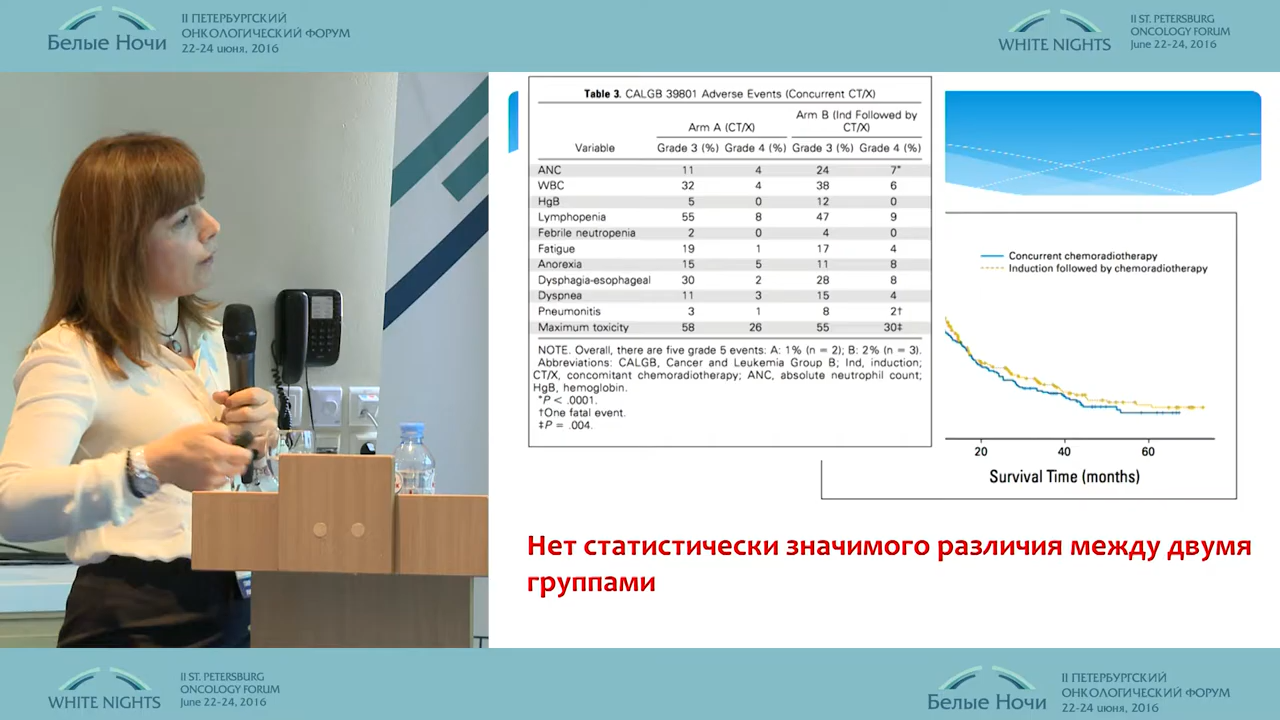 Белые Ночи
II ПЕТЕРБУРГСКИЙ
ОНКОЛОГИЧЕСКИЙ ФОРУМ
22-24 июня, 2016
WHITE NIGHTS
II ST. PETERSBURG
ONCOLOGY FORUM
June 22-24, 2016
Table 3. CALGB 39801 Adverse Events (Concurrent CT/X)
Arm A (CT/X) Arm B (Ind Followed by
CT/X)
Variable Grade 3 (%) Grade 4 (%) Grade 3 (%) Grade 4 (%)
ANC 11 4 24 7*
WBC 32 4 38 6
HgB 5 0 12 0
Lymphopenia 55 8 47 9
Febrile neutropenia 2 0 4 0
Fatigue 19 1 17 4
Anorexia 15 5 11 8
Dysphagia-esophageal 30 2 28 8
Dyspnea 11 3 15 4
Pneumonitis 3 1 8 2†
Maximum toxicity 58 26 55 30‡
NOTE. Overall, there are five grade 5 events: A: 1% (n = 2); B: 2% (n = 3).
Abbreviations: CALGB, Cancer and Leukemia Group B; Ind, induction;
CT/X, concomitant chemoradiotherapy; ANC, absolute neutrophil count;
HgB, hemoglobin.
*P < .0001.
†One fatal event.
‡P = .004.
Concurrent chemoradiotherapy
Induction followed by chemoradiotherapy
20 40 60
Survival Time (months)
Нет статистически значимого различия между двумя
группами
WHITE NIGHTS
II ST. PETERSBURG
ONCOLOGY FORUM
June 22-24, 2016
Белые Ночи
II ПЕТЕРБУРГСКИЙ
ОНКОЛОГИЧЕСКИЙ ФОРУМ
22-24 июня, 2016